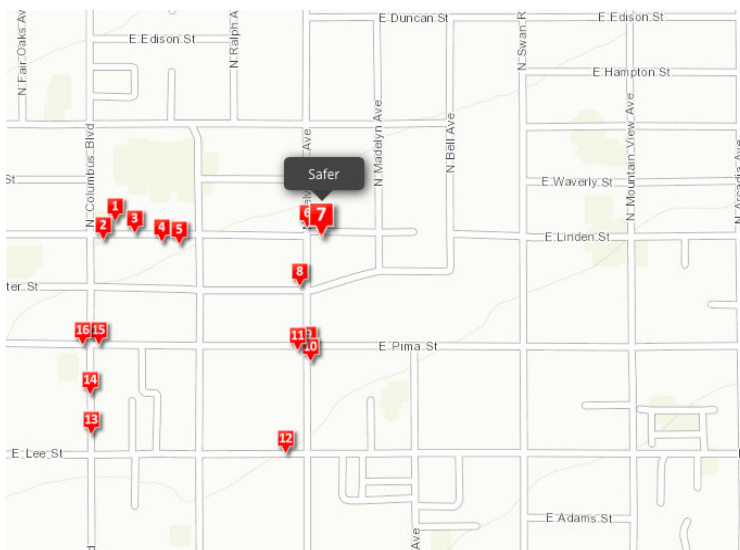 N Fair Oaks Av
E Edison St
N Ralph A
E Duncan St
N Swan R
E Edison St
E Hampton St
N Columbus Blvd
Ave
N Madelyn Ave
N Bell Ave
N Mountain View Ave
N Arcadia Ave
Safer
St
E Waverly St
1
2
3
4
5
6
7
E Linden St
8
ter St
16
15
11
10
E Pima St
14
13
12
E Lee St
E Adams St
Ave